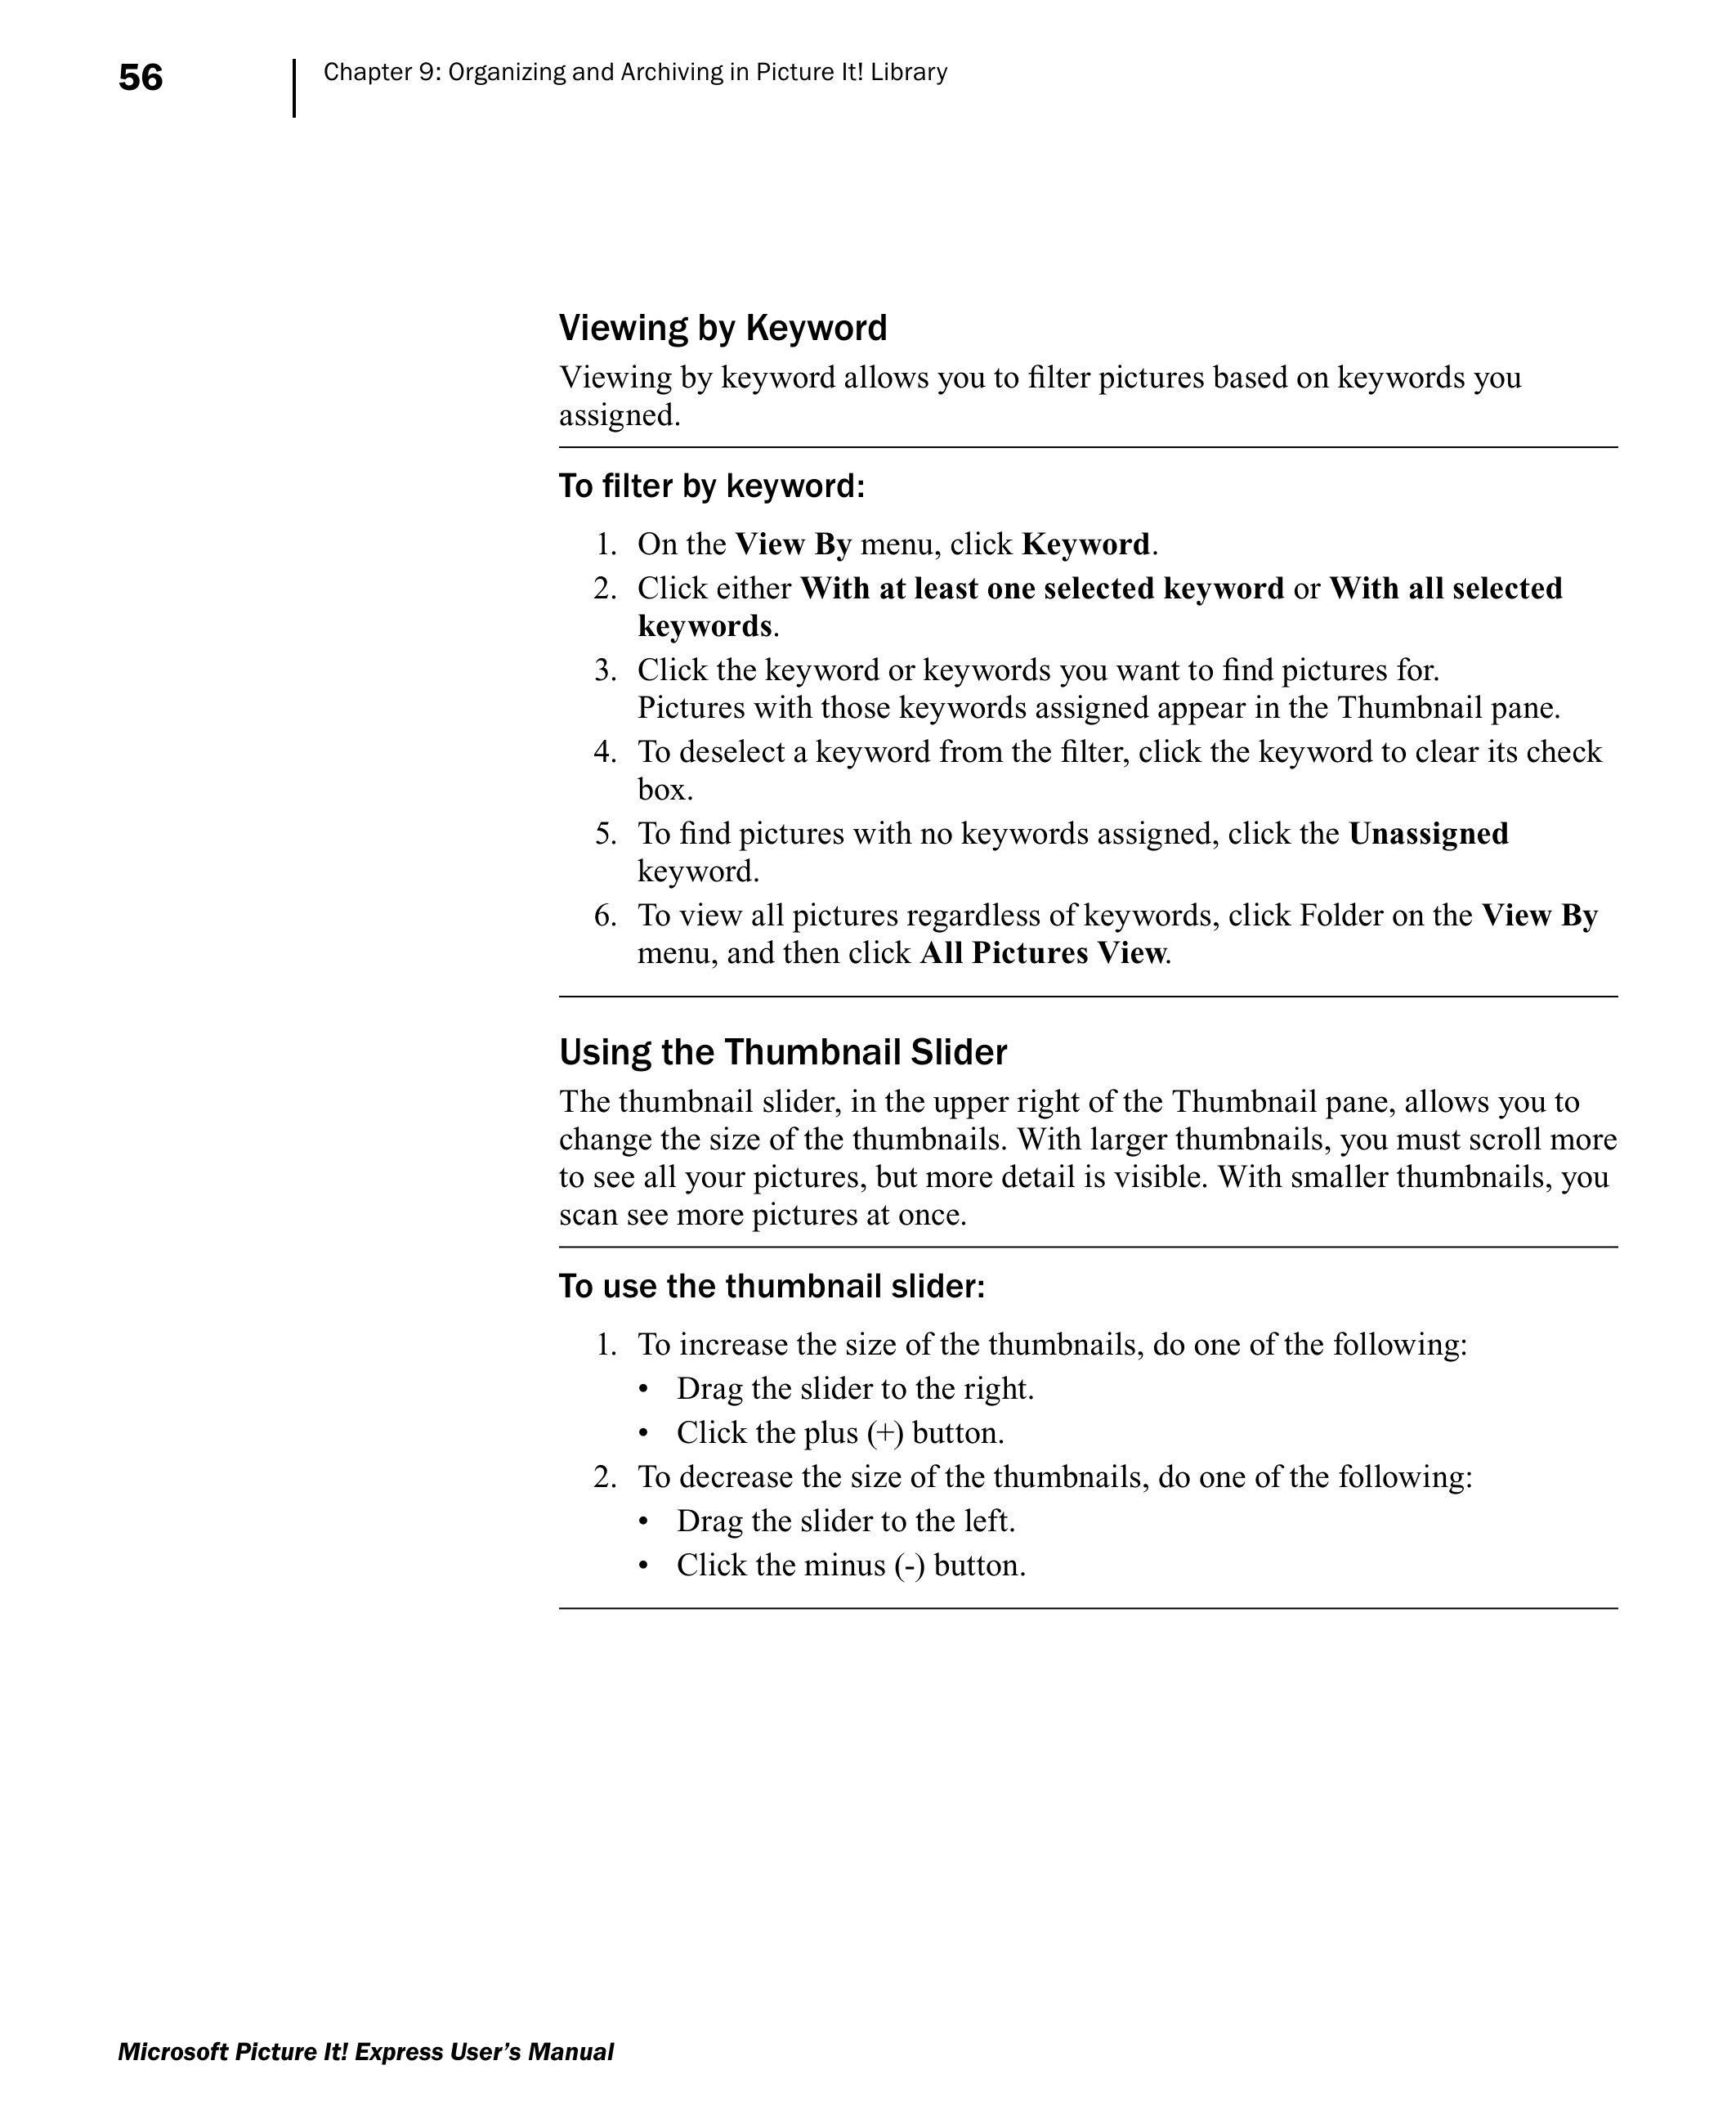 56
Chapter 9: Organizing and Archiving in Picture It! Library
Viewing by Keyword
Viewing by keyword allows you to filter pictures based on keywords you
assigned.
To filter by keyword:
1. On the View By menu, click Keyword.
2. Click either With at least one selected keyword or With all selected
keywords.
3. Click the keyword or keywords you want to find pictures for.
Pictures with those keywords assigned appear in the Thumbnail pane.
4. To deselect a keyword from the filter, click the keyword to clear its check
box.
5. To find pictures with no keywords assigned, click the Unassigned
keyword.
6. To view all pictures regardless of keywords, click Folder on the View By
menu, and then click All Pictures View.
Using the Thumbnail Slider
The thumbnail slider, in the upper right of the Thumbnail pane, allows you to
change the size of the thumbnails. With larger thumbnails, you must scroll more
to see all your pictures, but more detail is visible. With smaller thumbnails, you
scan see more pictures at once.
To use the thumbnail slider:
1. To increase the size of the thumbnails, do one of the following:
• Drag the slider to the right.
• Click the plus (+) button.
2. To decrease the size of the thumbnails, do one of the following:
• Drag the slider to the left.
• Click the minus (-) button.
Microsoft Picture It! Express User’s Manual